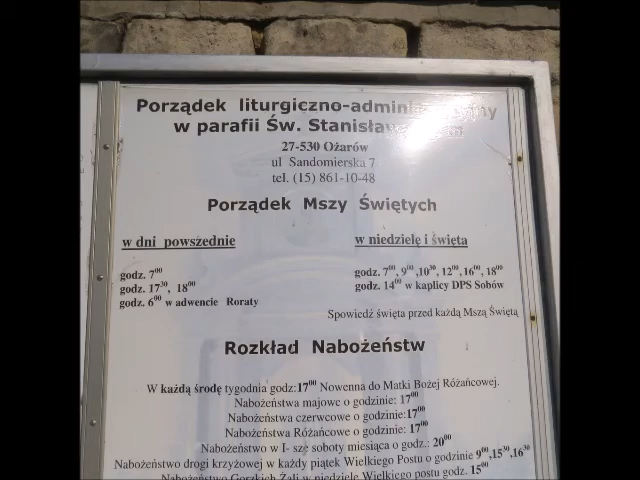 Porządek liturgiczno-admini
w parafii Św. Stanisław
27-530 Ożarów
ul Sandomierska 7
tel. (15) 861-10-48
Porządek Mszy Świętych
w dni powszednie
godz. 7⁰⁰
godz. 17³⁰, 18⁰⁰
godz. 6⁰⁰ w adwencie Roraty
w niedzielę i święta
godz. 7⁰⁰, 9⁰⁰,10³⁰, 12⁰⁰,16⁰⁰, 18⁰⁰
godz. 14⁰⁰ w kaplicy DPS Sobów
Spowiedź święta przed każdą Mszą Świętą
Rozkład Nabożeństw
W każdą środę tygodnia godz:17⁰⁰ Nowenna do Matki Bożej Różańcowej.
Nabożeństwa majowe o godzinie: 17⁰⁰
Nabożeństwa czerwcowe o godzinie:17⁰⁰
Nabożeństwa Różańcowe o godzinie: 17⁰⁰
Nabożeństwo w I- sze soboty miesiąca o godz.: 20⁰⁰
Nabożeństwo drogi krzyżowej w każdy piątek Wielkiego Postu o godzinie 9⁰⁰,15³⁰,16³⁰
Nabożeństwo Gorzkich Żali w niedziele Wielkiego postu godz. 15⁰⁰